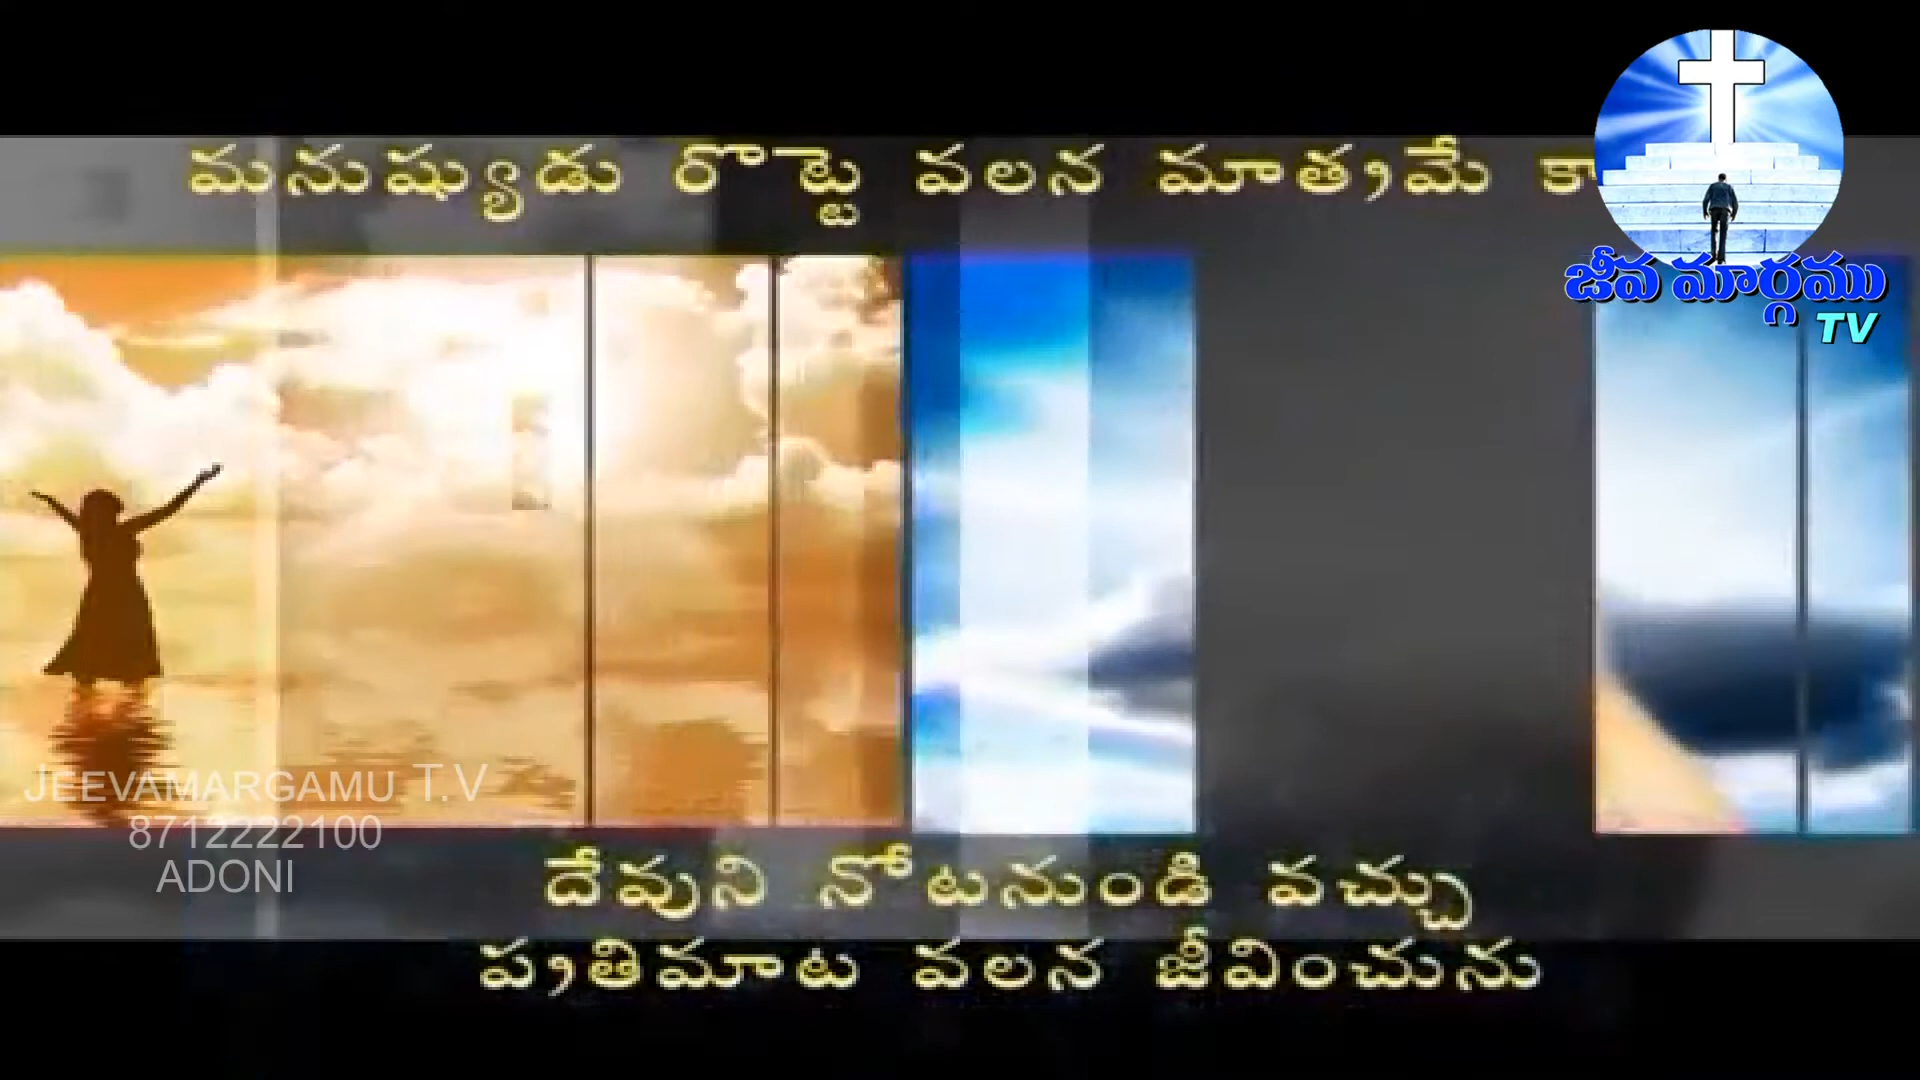 మనుష్యుడు రొట్టె వలన మాత్రమే కా
జీవ మార్గము
TV
JEEVAMARGAMU T.V
8712222100
ADONI
దేవుని నోటనుండి వచ్చు
ప్రతిమాట వలన జీవించును